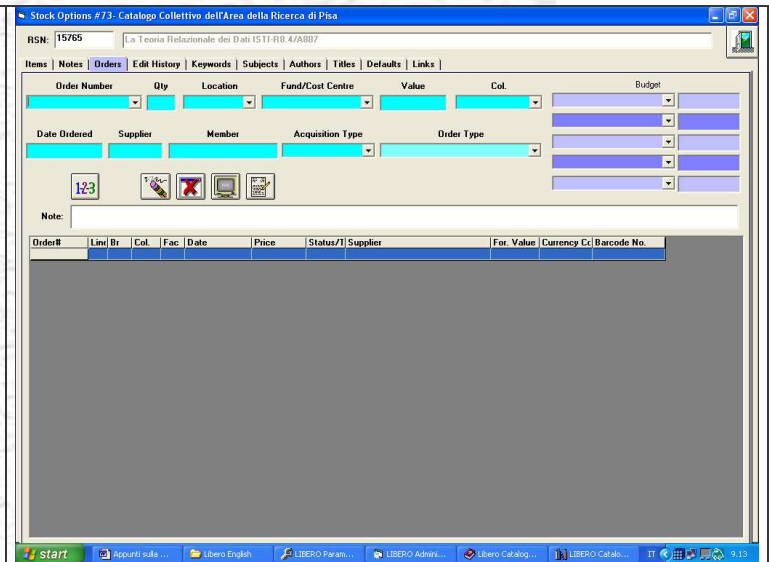 Stock Options #73- Catalogo Collettivo dell'Area della Ricerca di Pisa
RSN: 15765 La Teoria Relazionale dei Dati ISTI-R8.4/A887
Items | Notes | Orders | Edit History | Keywords | Subjects | Authors | Titles | Defaults | Links |
Order Number Qty Location Fund/Cost Centre Value Col. Budget
Date Ordered Supplier Member Acquisition Type Order Type
123
Note:
Order# Line Br Col. Fac Date Price Status/T Supplier For. Value Currency Cc Barcode No.
start Appunti sulla ... Libero English LIBERO Param... LIBERO Admini... Libero Catalog... LIBERO Catalo... IT 9.13